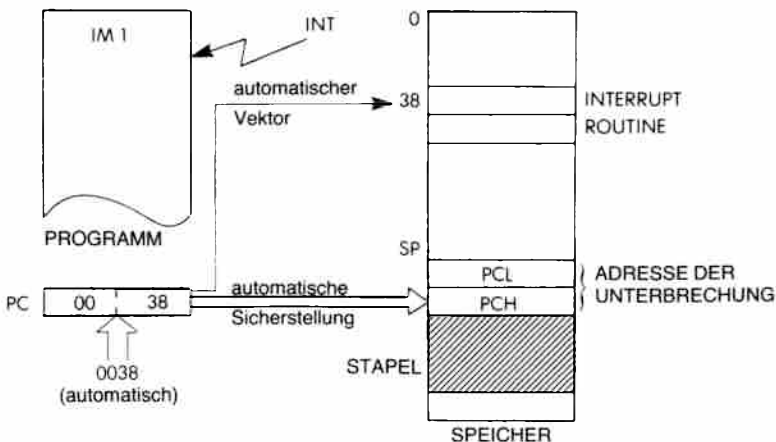 IM 1
INT
PROGRAMM
automatischer
Vektor
PC
00
38
0038
(automatisch)
automatische
Sicherstellung
0
38
INTERRUPT
ROUTINE
SP
PCL
PCH
ADRESSE DER
UNTERBRECHUNG
STAPEL
SPEICHER